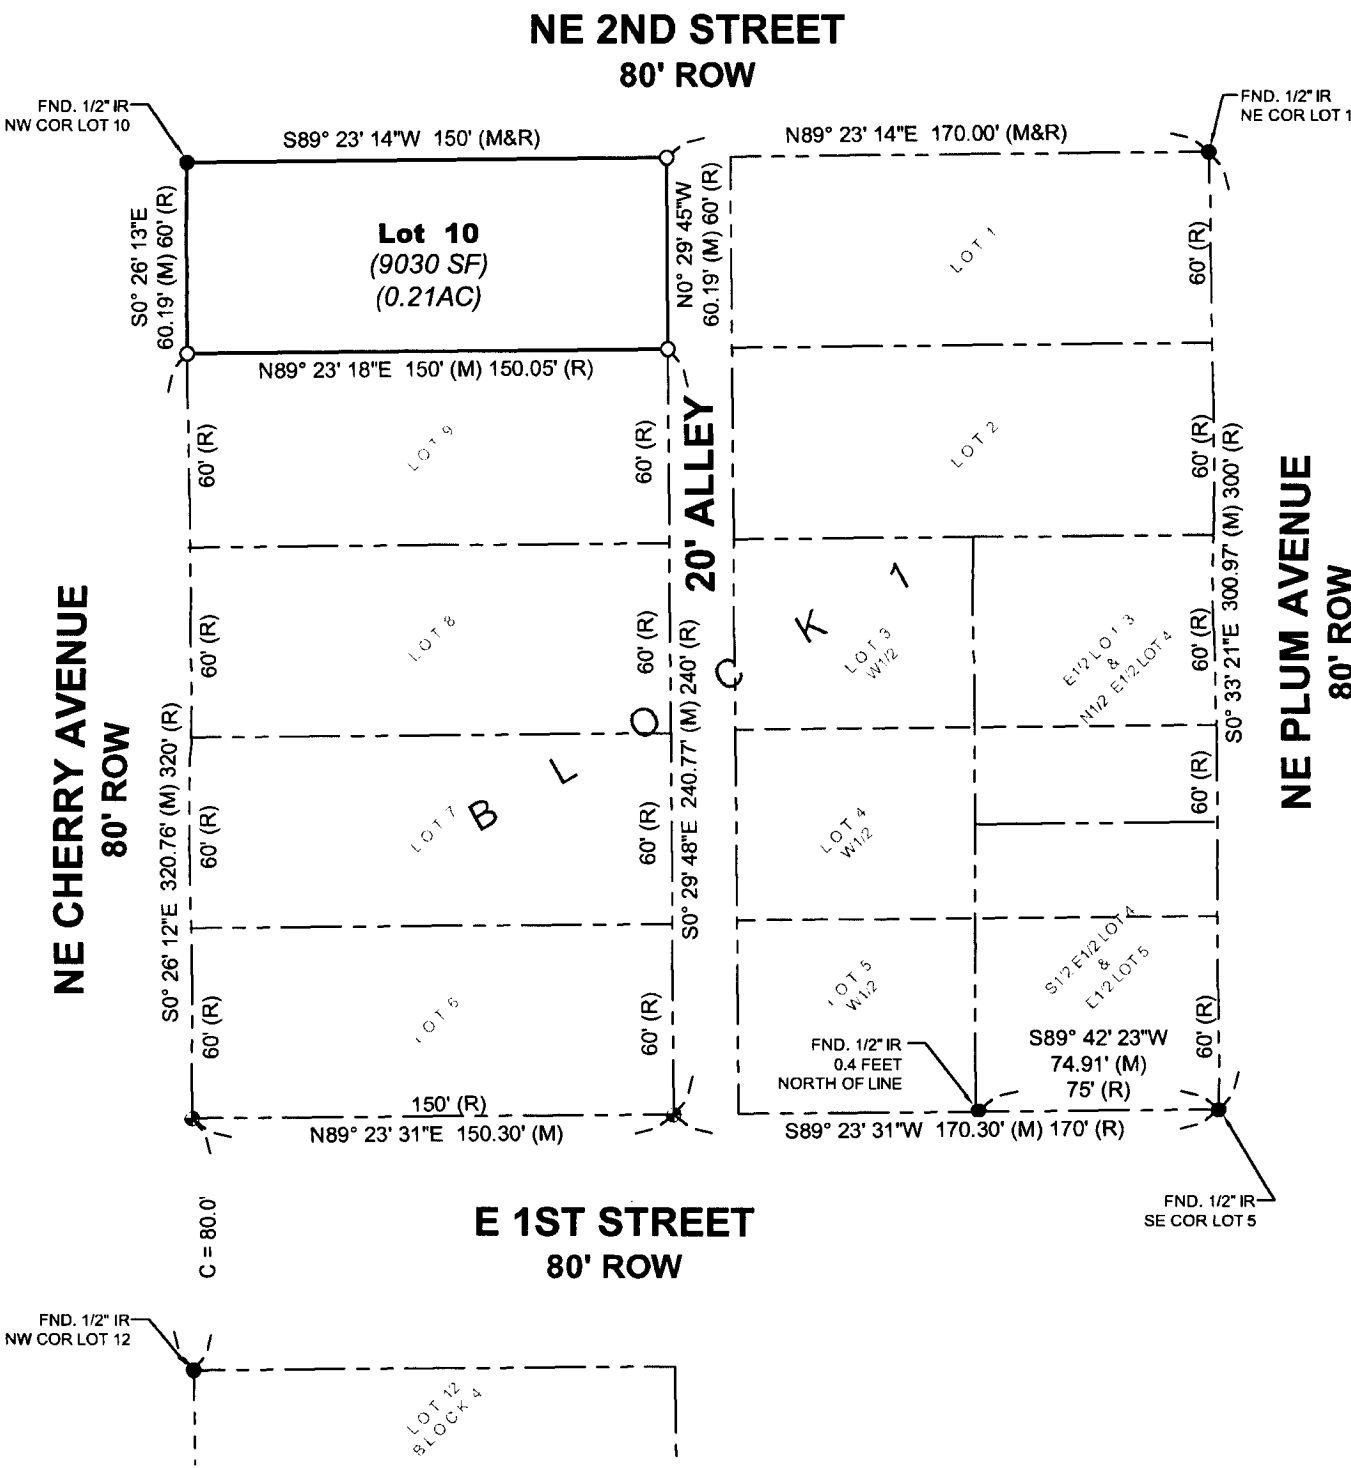 NE 2ND STREET
80' ROW
FND. 1/2" IR
NW COR LOT 10
FND. 1/2" IR
NE COR LOT 1
S89° 23' 14"W 150' (M&R)
N89° 23' 14"E 170.00' (M&R)
S0° 26' 13"E
60.19' (M) 60' (R)
Lot 10
(9030 SF)
(0.21AC)
N0° 29' 45"W
60.19' (M) 60' (R)
LOT 1
60' (R)
N89° 23' 18"E 150' (M) 150.05' (R)
60' (R)
LOT 9
60' (R)
20' ALLEY
LOT 2
60' (R)
S0° 33' 21"E 300.97' (M) 300' (R)
NE PLUM AVENUE
80' ROW
NE CHERRY AVENUE
80' ROW
60' (R)
LOT 8
60' (R)
BLOCK 1
LOT 3
W1/2
E1/2 LOT 3
&
N1/2 E1/2 LOT 4
60' (R)
S0° 26' 12"E 320.76' (M) 320' (R)
60' (R)
LOT 7
60' (R)
S0° 29' 48"E 240.77' (M) 240' (R)
LOT 4
W1/2
60' (R)
60' (R)
LOT 6
60' (R)
LOT 5
W1/2
S1/2 E1/2 LOT 4
&
E1/2 LOT 5
60' (R)
FND. 1/2" IR
0.4 FEET
NORTH OF LINE
S89° 42' 23"W
74.91' (M)
75' (R)
150' (R)
N89° 23' 31"E 150.30' (M)
S89° 23' 31"W 170.30' (M) 170' (R)
FND. 1/2" IR
SE COR LOT 5
C = 80.0'
E 1ST STREET
80' ROW
FND. 1/2" IR
NW COR LOT 12
LOT 12
BLOCK 4